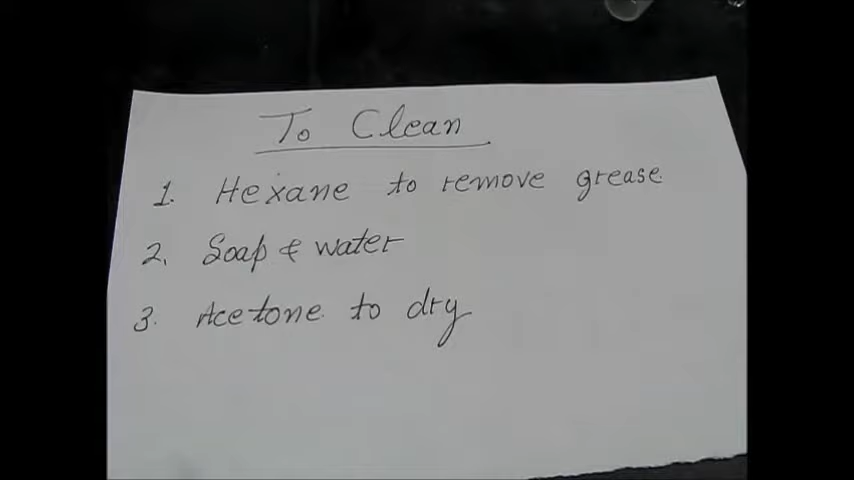 To Clean
1. Hexane to remove grease.
2. Soap & water
3. Acetone to dry